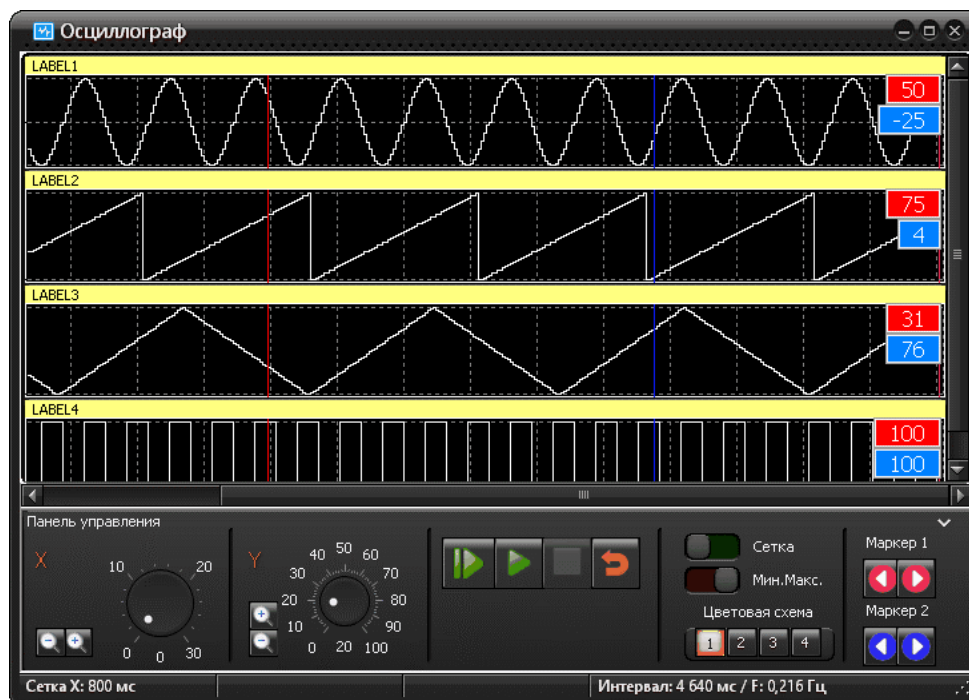 Осциллограф
LABEL1
50
-25
LABEL2
75
4
LABEL3
31
76
LABEL4
100
100
Панель управления
X
10
20
0
0
30
Y
40
50
60
30
70
20
80
10
90
0
20
100
Сетка
Мин.Макс.
Цветовая схема
1
2
3
4
Маркер 1
Маркер 2
Сетка X: 800 мс
Интервал: 4 640 мс / F: 0,216 Гц